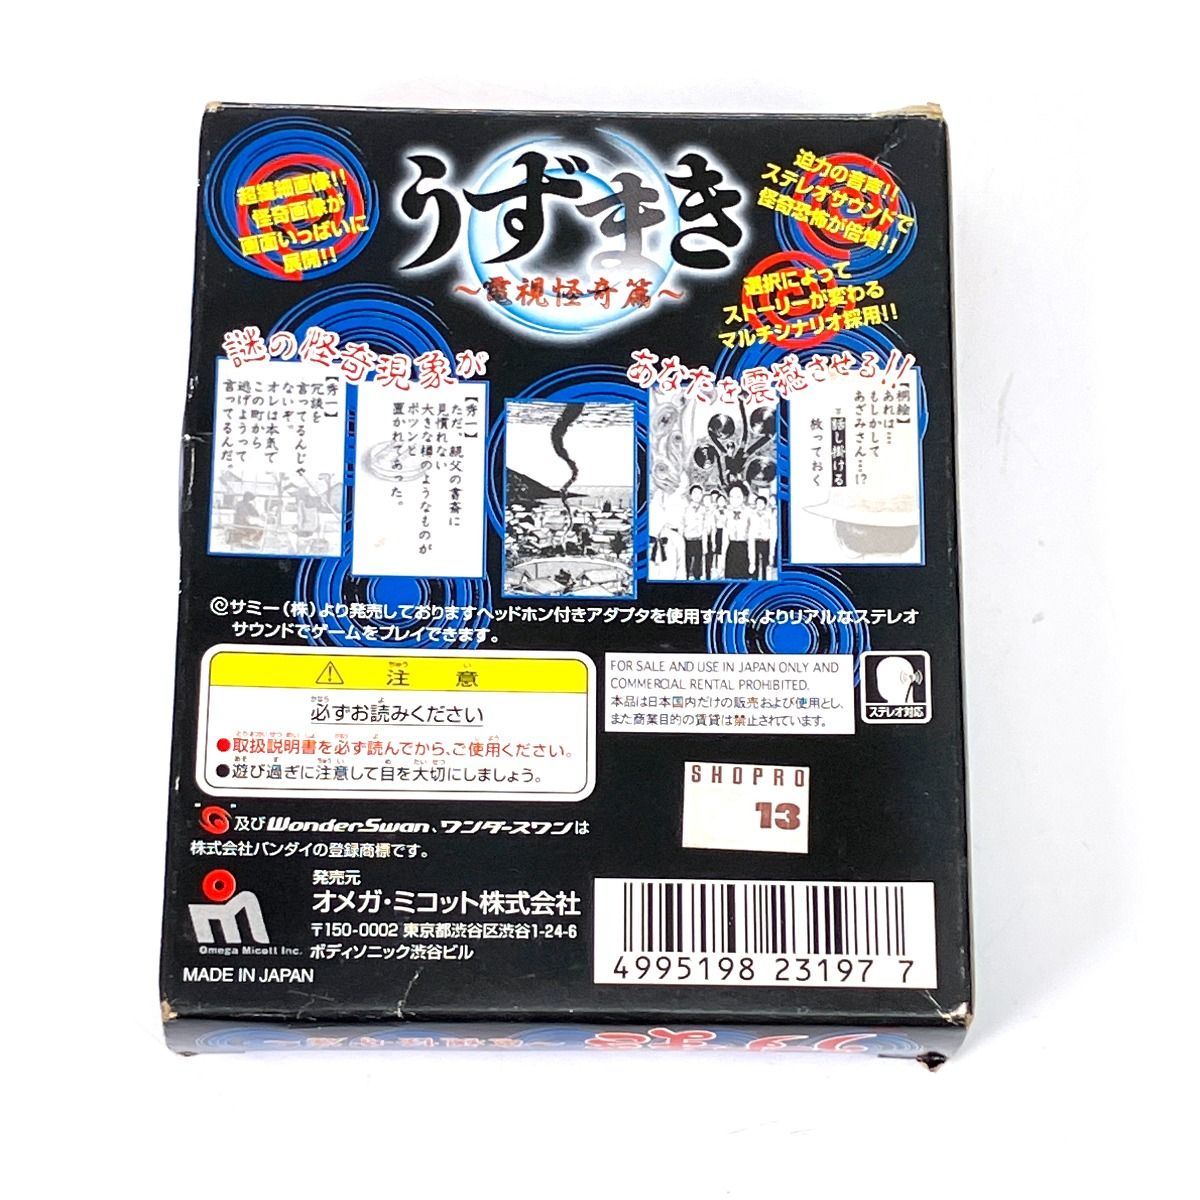 超繊細画像!!
怪奇画像が
画面いっぱいに
展開!!
うずまき
～電視怪奇篇～
迫力の音声!!
ステレオサウンドで
怪奇恐怖が倍増!!
選択によって
ストーリーが変わる
マルチシナリオ採用!!
謎の怪奇現象が
あなたを震撼させる!!
【秀一】
冗談を
言ってるんじゃ
ないぞ。
オレは本気で
この町から
逃げようって
言ってるんだ。
【秀一】
ただ、親父の書斎に
見慣れない
大きな樽のようなものが
ポツンと
置かれてあった。
【桐絵】
あれは…
もしかして
あざみさん…!?
話し掛ける
放っておく
サミー(株)より発売しておりますヘッドホン付きアダプタを使用すれば、よりリアルなステレオ
サウンドでゲームをプレイできます。
注意
必ずお読みください
●取扱説明書を必ず読んでから、ご使用ください。
●遊び過ぎに注意して目を大切にしましょう。
FOR SALE AND USE IN JAPAN ONLY AND
COMMERCIAL RENTAL PROHIBITED.
本品は日本国内だけの販売および使用とし、
また商業目的の賃貸は禁止されています。
ステレオ対応
SHOPRO
13
" "及びWonderSwan、ワンダースワンは
株式会社バンダイの登録商標です。
発売元
オメガ・ミコット株式会社
〒150-0002 東京都渋谷区渋谷1-24-6
ボディソニック渋谷ビル
Omega Micott Inc.
MADE IN JAPAN
4995198 23197 7
うずまき
～電視怪奇篇～